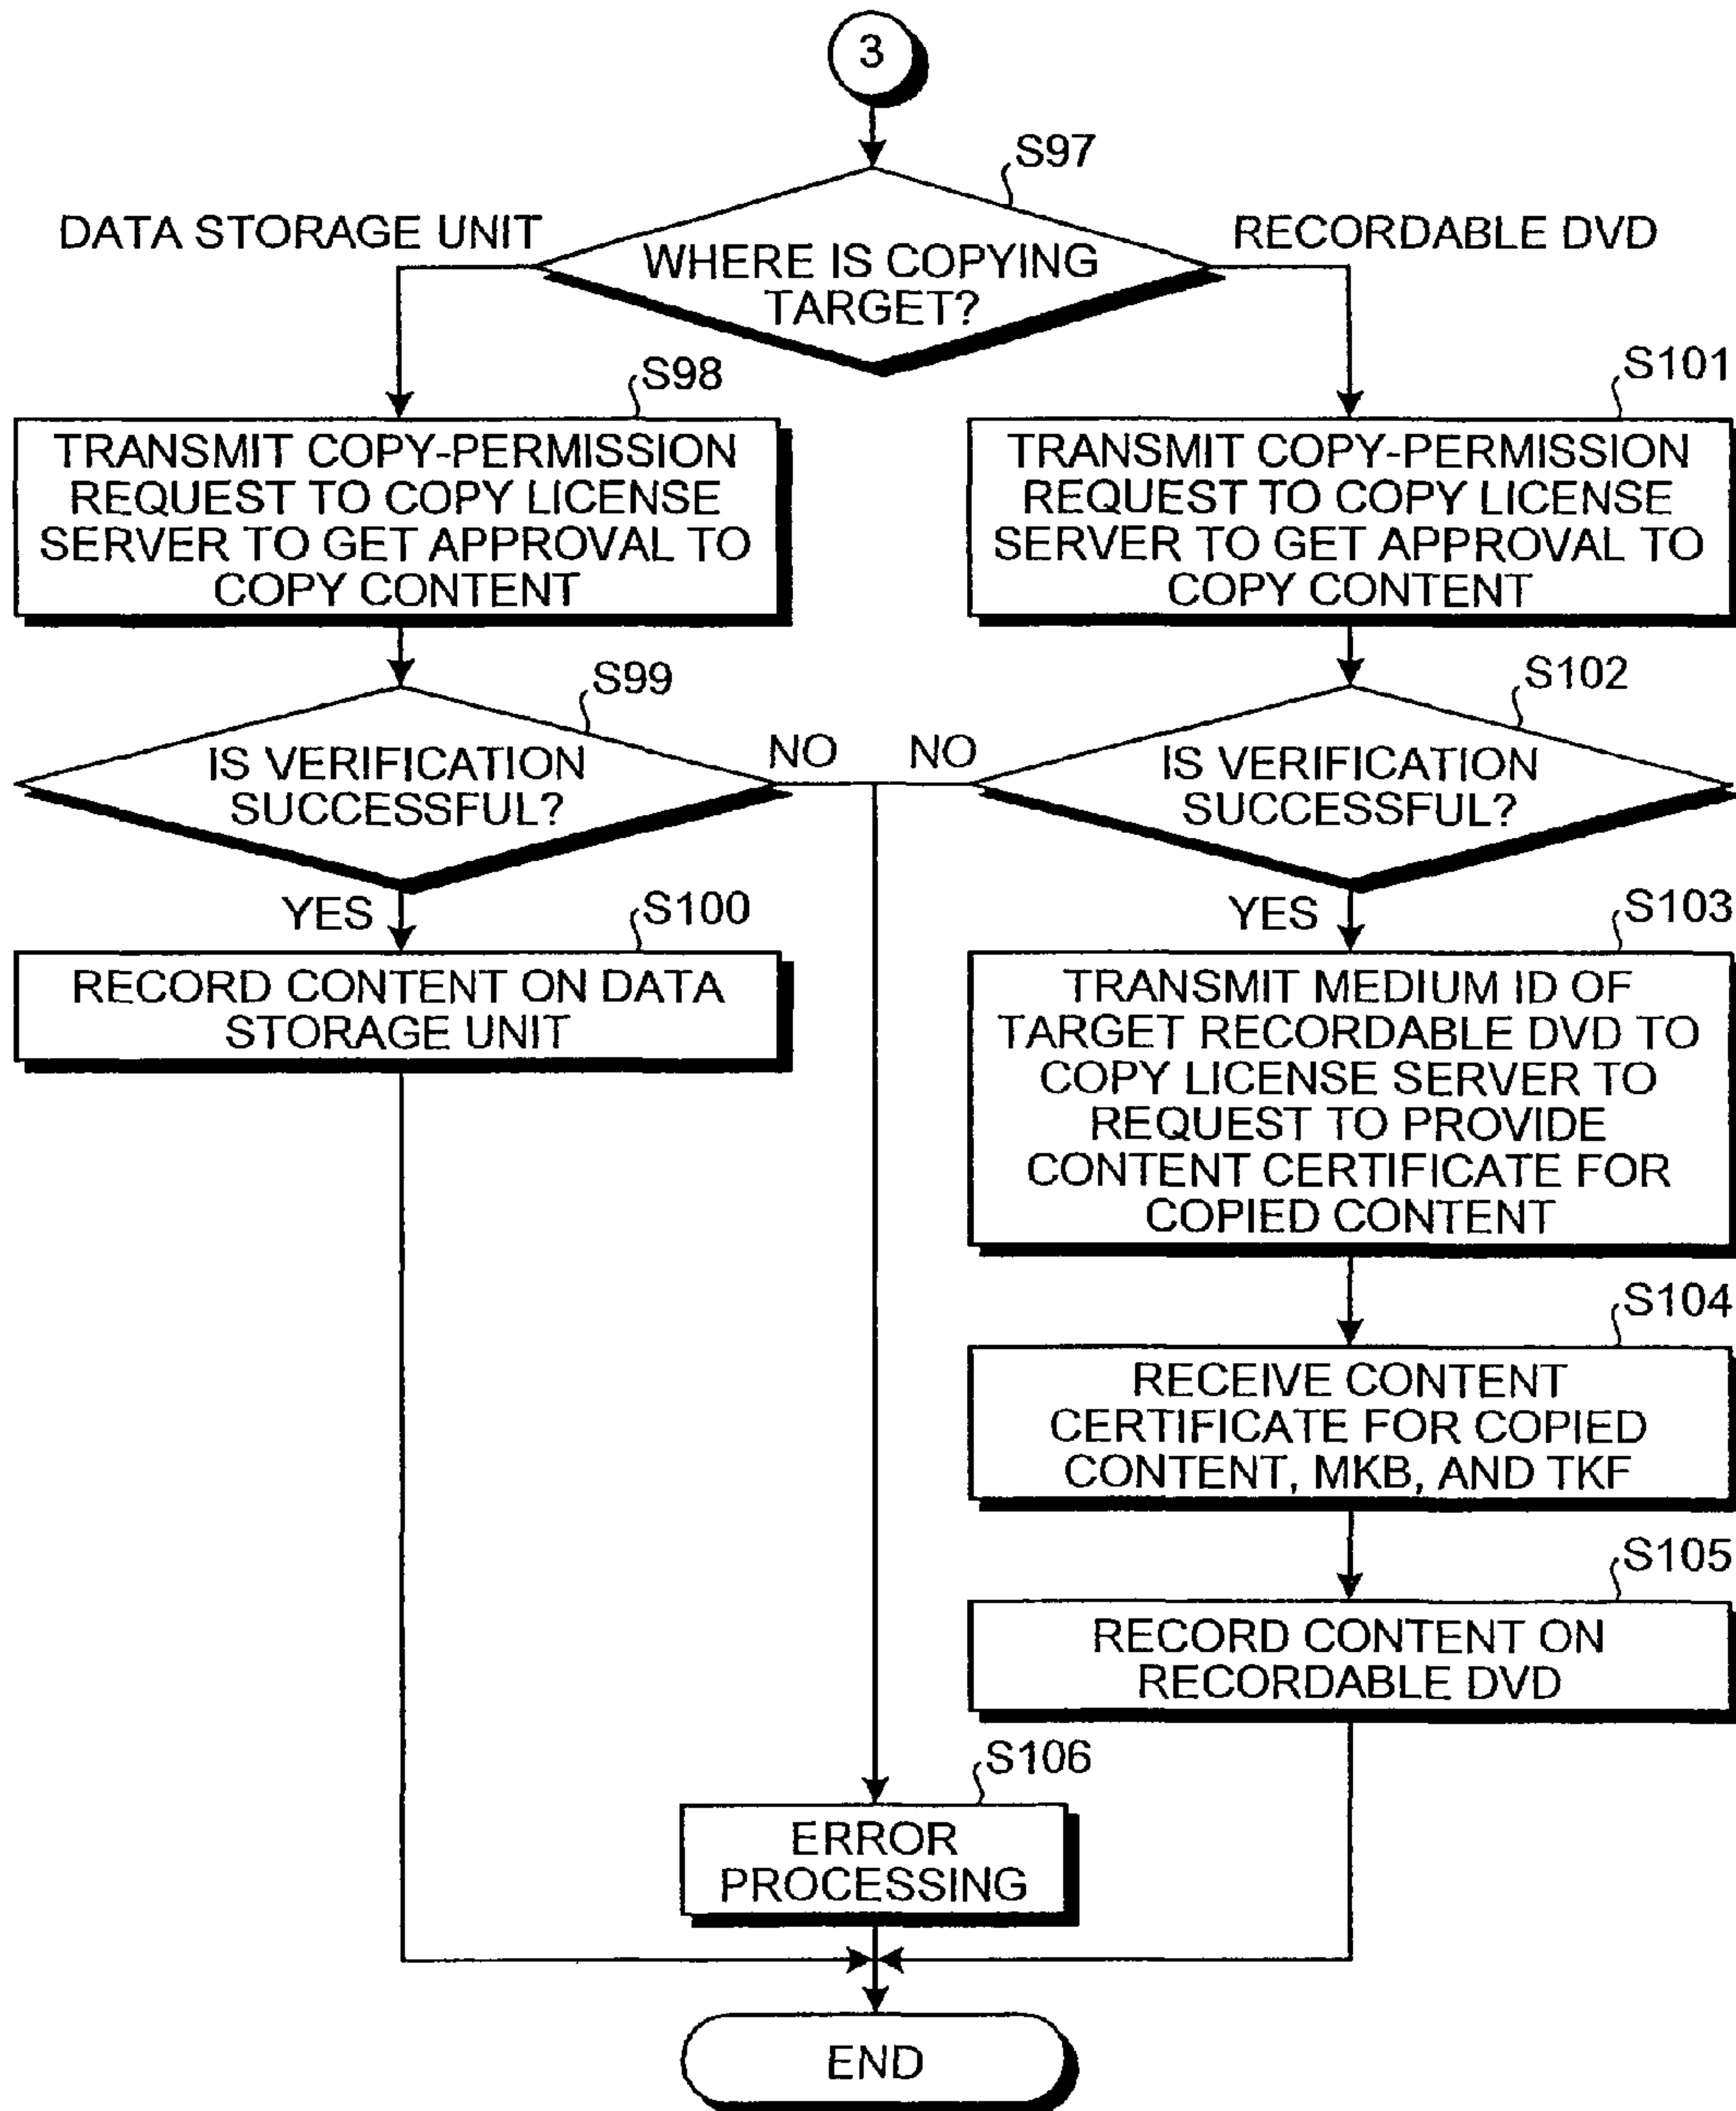 3
S97
DATA STORAGE UNIT
RECORDABLE DVD
WHERE IS COPYING
TARGET?
S98
TRANSMIT COPY-PERMISSION
REQUEST TO COPY LICENSE
SERVER TO GET APPROVAL TO
COPY CONTENT
S101
TRANSMIT COPY-PERMISSION
REQUEST TO COPY LICENSE
SERVER TO GET APPROVAL TO
COPY CONTENT
S99
IS VERIFICATION
SUCCESSFUL?
NO
NO
S102
IS VERIFICATION
SUCCESSFUL?
YES
S100
RECORD CONTENT ON DATA
STORAGE UNIT
YES
S103
TRANSMIT MEDIUM ID OF
TARGET RECORDABLE DVD TO
COPY LICENSE SERVER TO
REQUEST TO PROVIDE
CONTENT CERTIFICATE FOR
COPIED CONTENT
S104
RECEIVE CONTENT
CERTIFICATE FOR COPIED
CONTENT, MKB, AND TKF
S105
RECORD CONTENT ON
RECORDABLE DVD
S106
ERROR
PROCESSING
END